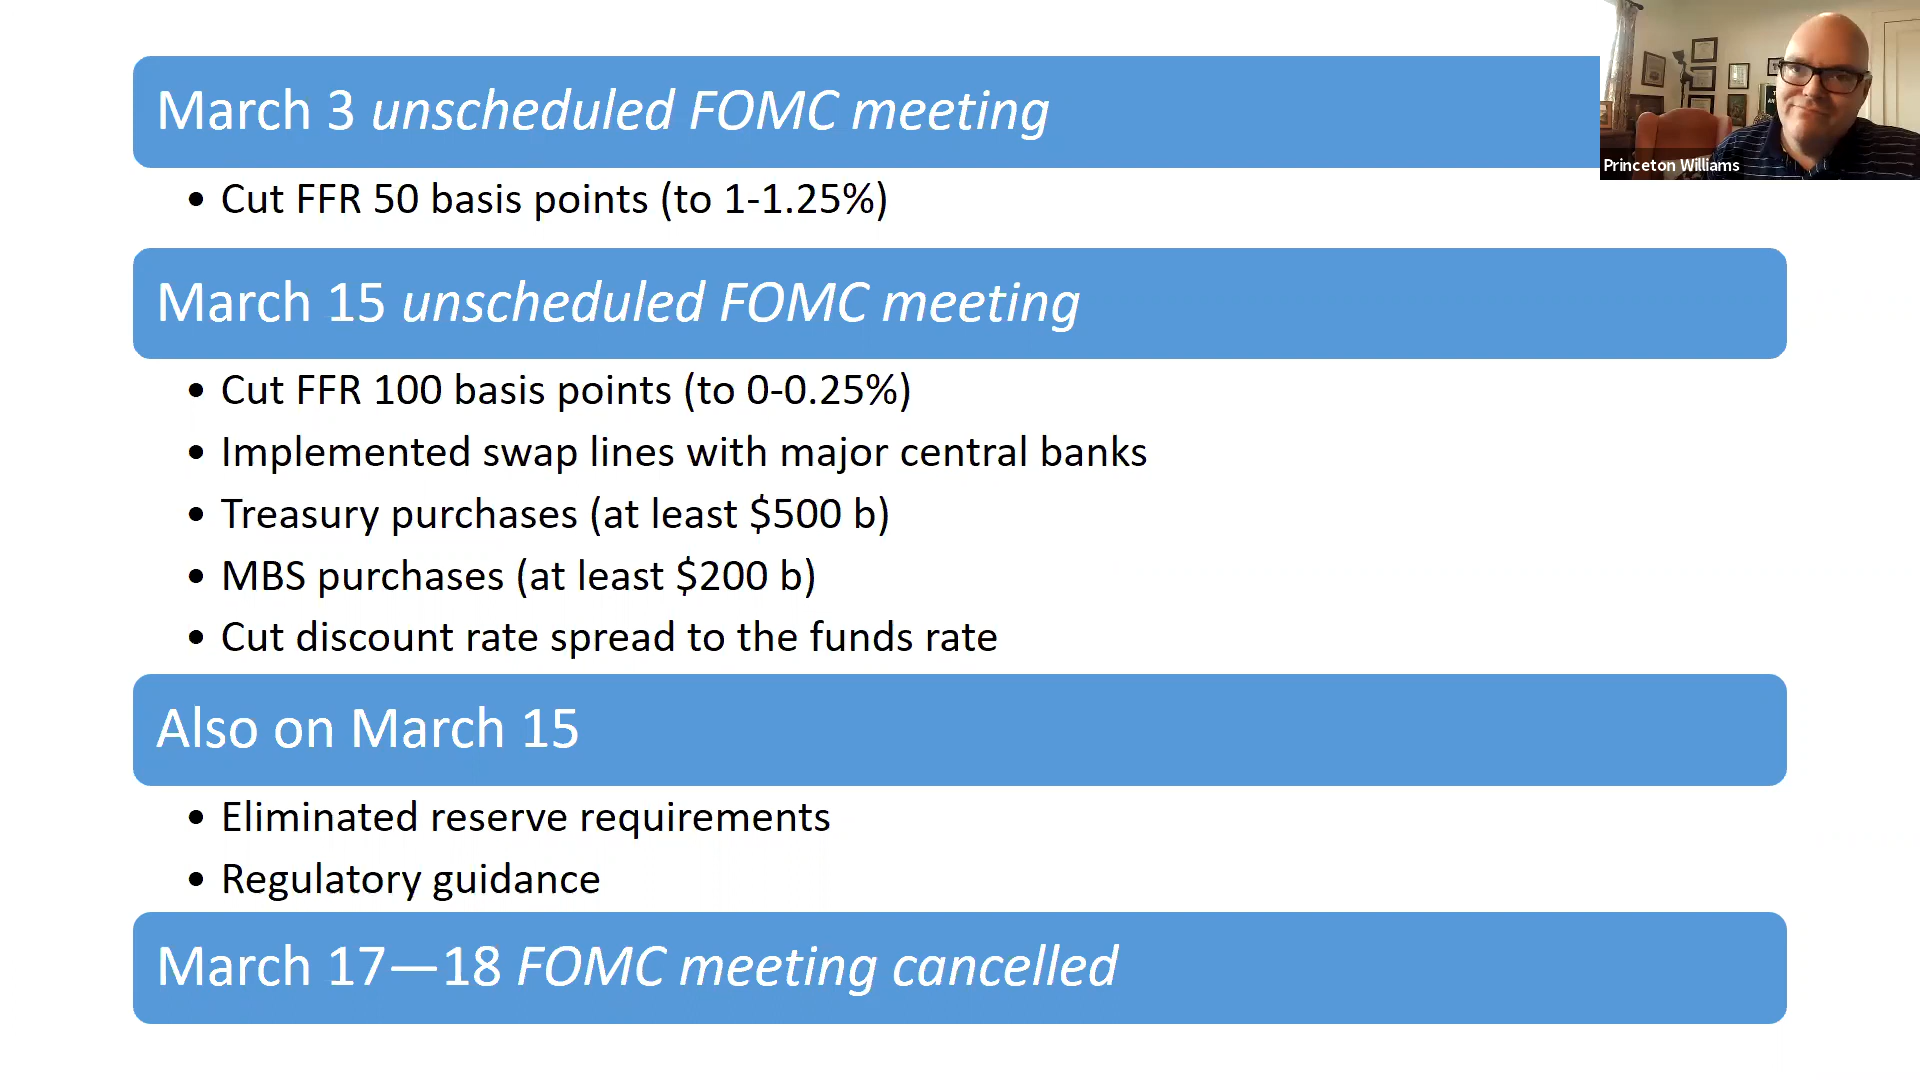 March 3 unscheduled FOMC meeting
Princeton Williams
• Cut FFR 50 basis points (to 1-1.25%)
March 15 unscheduled FOMC meeting
• Cut FFR 100 basis points (to 0-0.25%)
• Implemented swap lines with major central banks
• Treasury purchases (at least $500 b)
• MBS purchases (at least $200 b)
• Cut discount rate spread to the funds rate
Also on March 15
• Eliminated reserve requirements
• Regulatory guidance
March 17—18 FOMC meeting cancelled